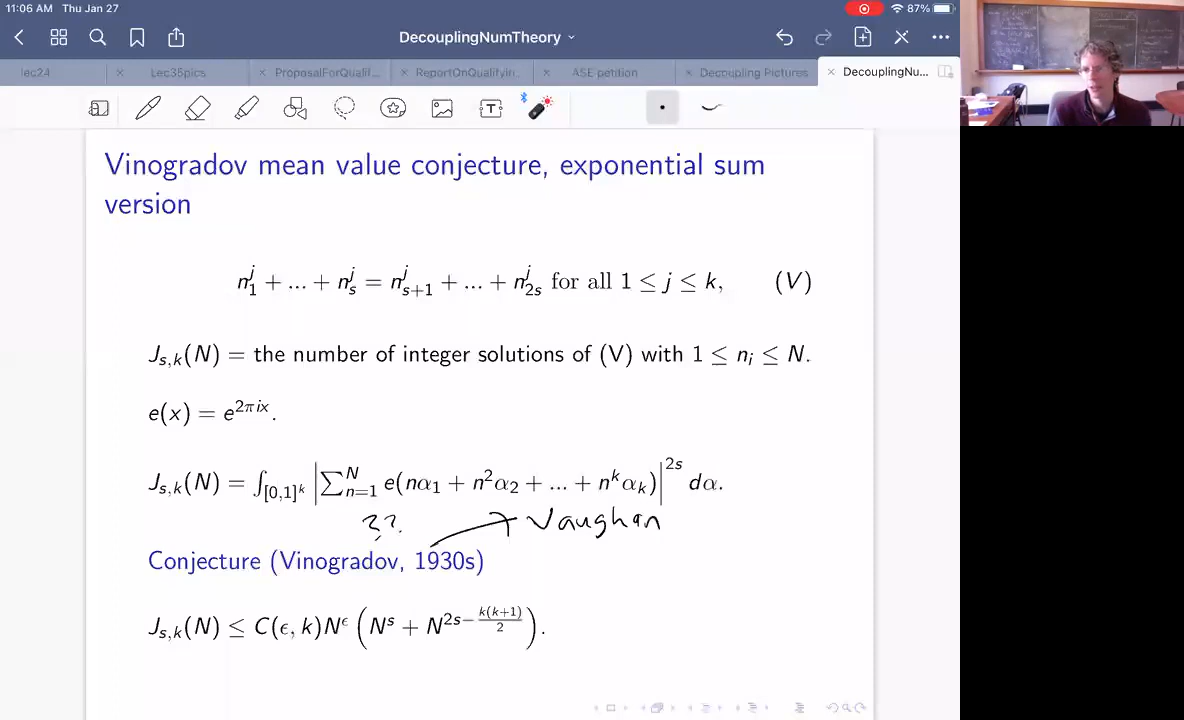 11:06 AM Thu Jan 27
87%
DecouplingNumTheory
lec24
Lec35pics
ProposalForQualif...
ReportOnQualifyin...
ASE petition
Decoupling Pictures
DecouplingNu...
T
Vinogradov mean value conjecture, exponential sum
version
n_1^j + ... + n_s^j = n_{s+1}^j + ... + n_{2s}^j for all 1 ≤ j ≤ k, (V)
J_{s,k}(N) = the number of integer solutions of (V) with 1 ≤ n_i ≤ N.
e(x) = e^{2πix}.
J_{s,k}(N) = ∫_{[0,1]^k} |∑_{n=1}^N e(nα_1 + n^2α_2 + ... + n^kα_k)|^{2s} dα.
?? → Vaughan
Conjecture (Vinogradov, 1930s)
J_{s,k}(N) ≤ C(ϵ, k)N^ϵ (N^s + N^{2s−\frac{k(k+1)}{2}}).